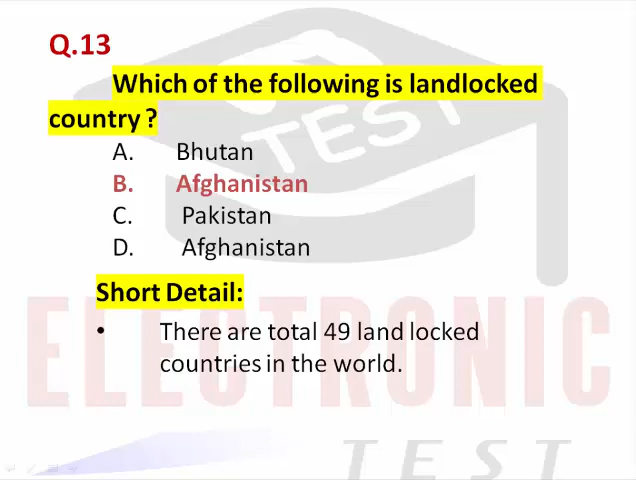 Q.13
Which of the following is landlocked
country ?
A. Bhutan
B. Afghanistan
C. Pakistan
D. Afghanistan
Short Detail:
• There are total 49 land locked
countries in the world.
TEST
ELECTRONIC
TEST